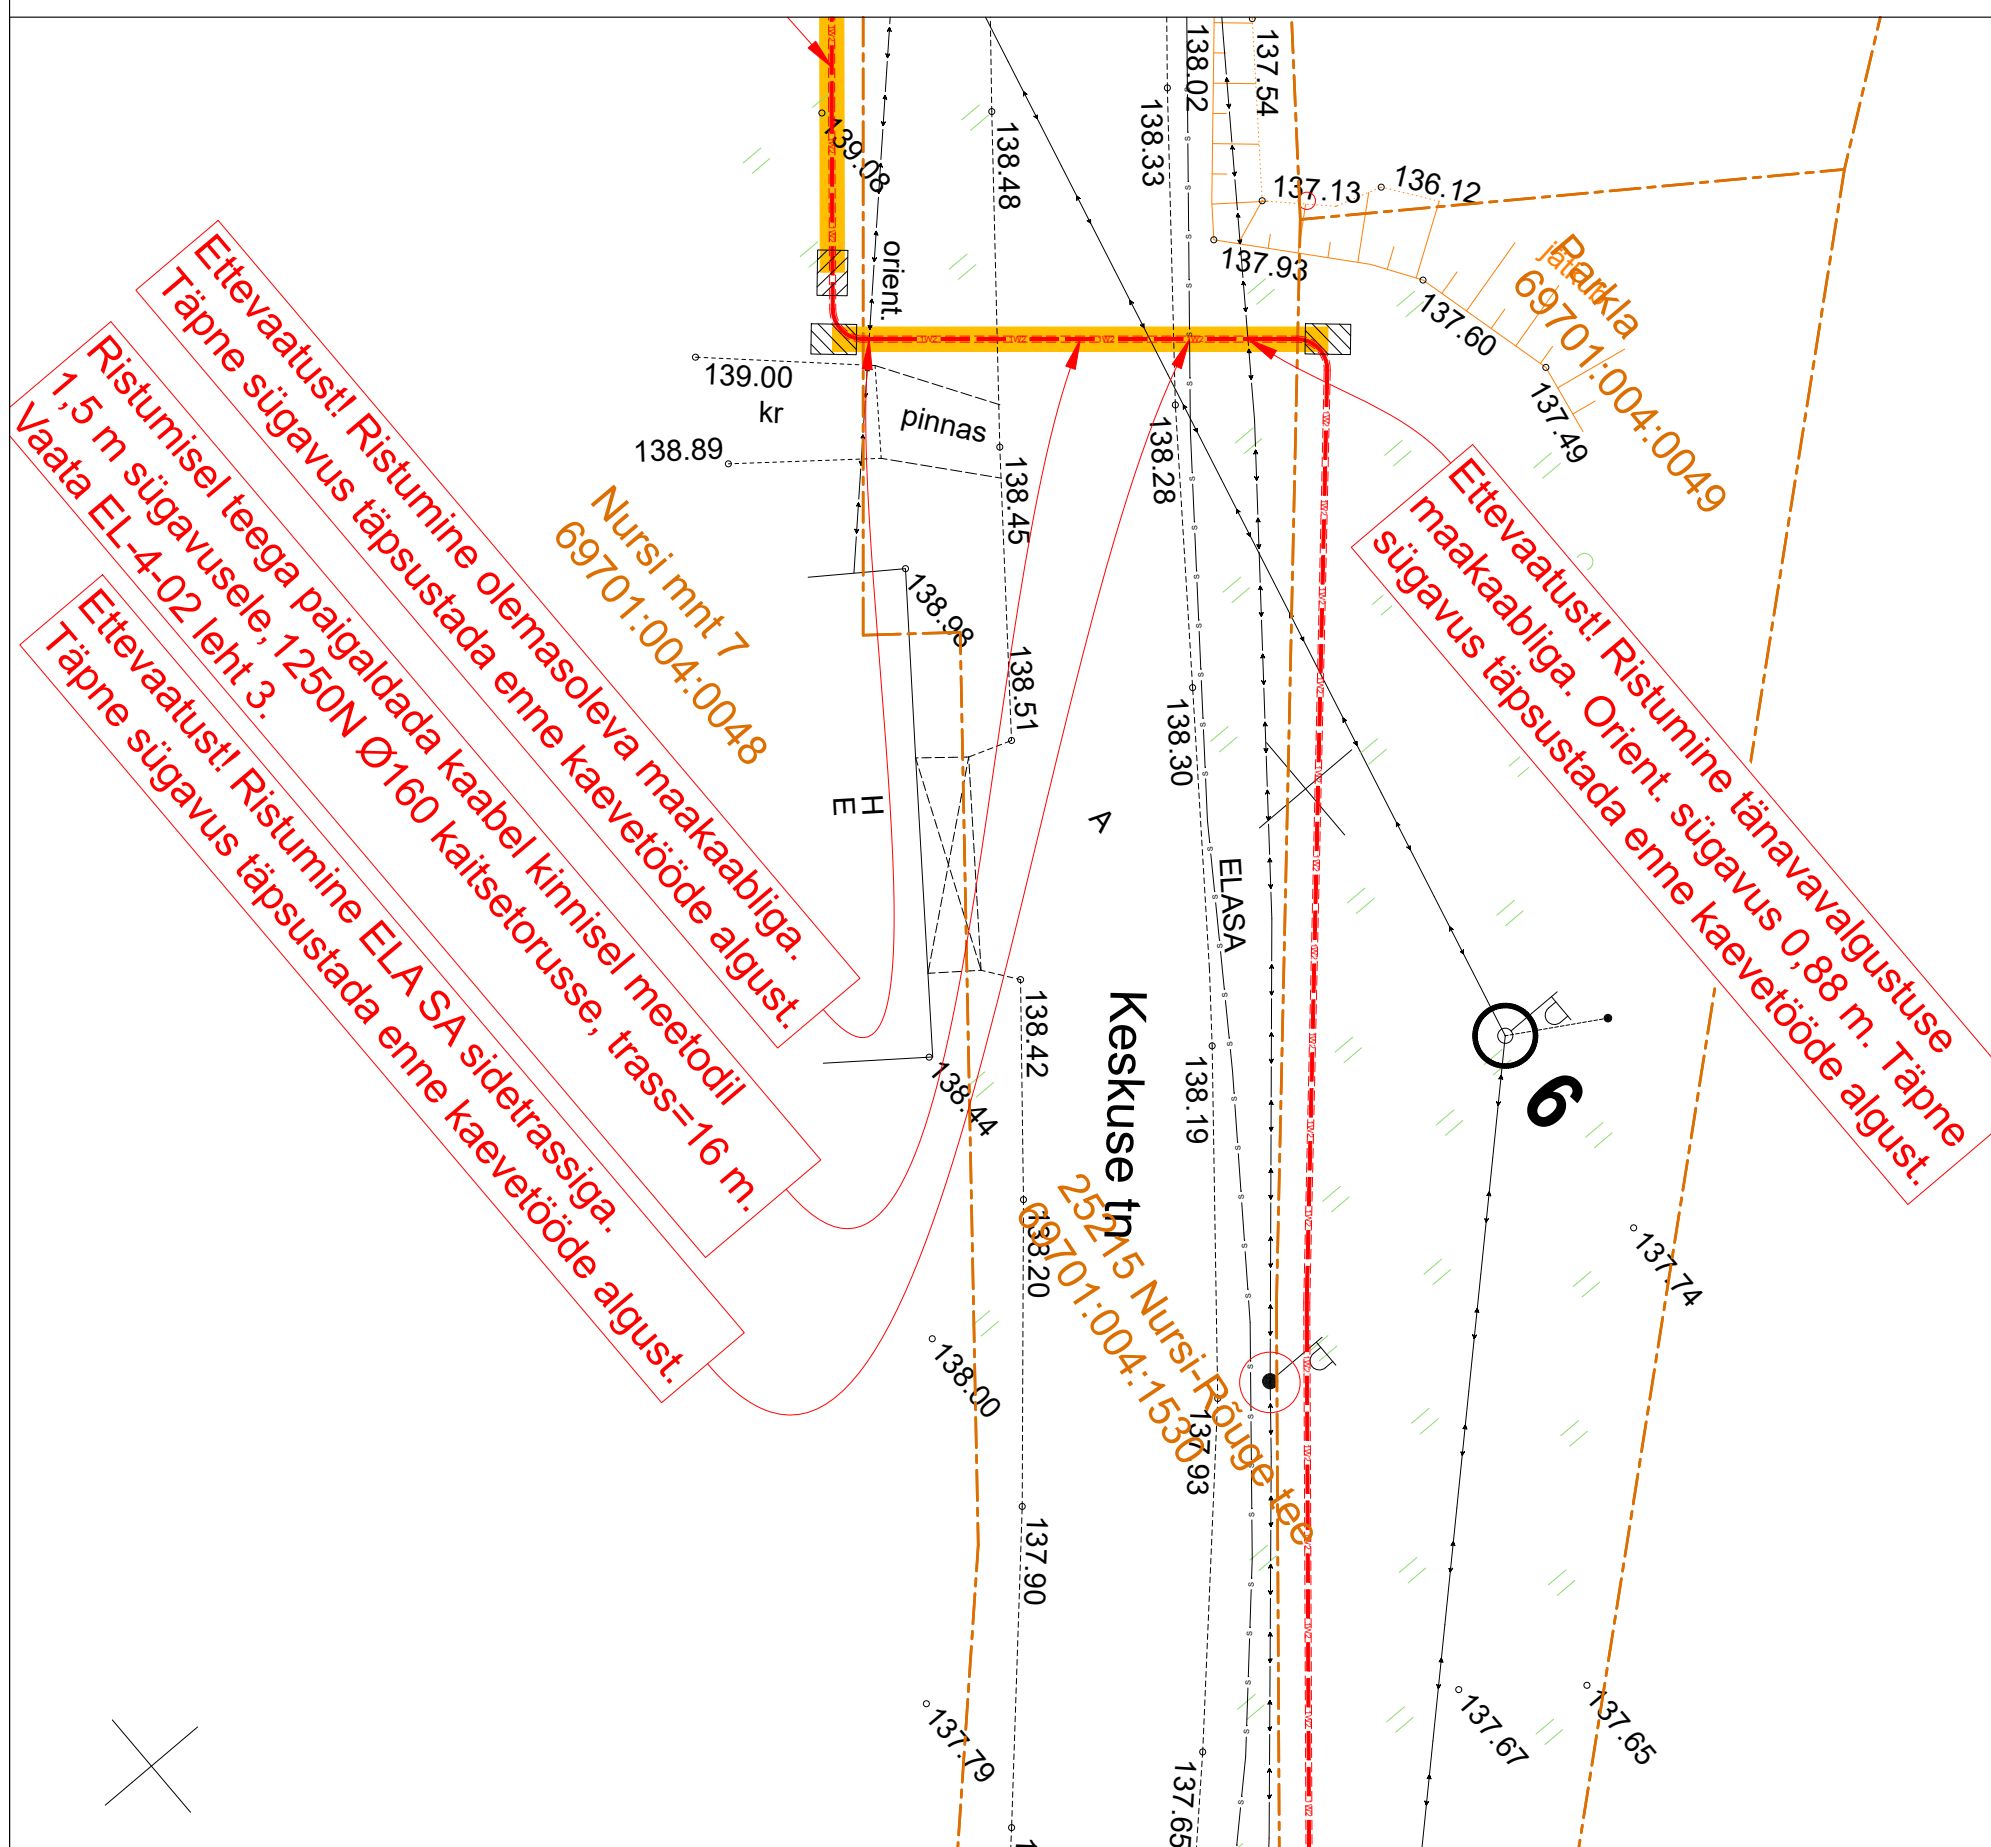 138.02
137.54
138.33
138.48
139.08
137.13
136.12
137.93
orient.
Parkla
jätkub
69701:004:0049
137.60
137.49
139.00
kr
pinnas
138.89
138.28
138.45
Ettevaatust! Ristumine olemasoleva maakaabliga.
Täpne sügavus täpsustada enne kaevetööde algust.
Ristumisel teega paigaldada kaabel kinnisel meetodil
1,5 m sügavusele, 1250N Ø160 kaitsetorusse, trass=16 m.
Vaata EL-4-02 leht 3.
Ettevaatust! Ristumine ELA SA sidetrassiga.
Täpne sügavus täpsustada enne kaevetööde algust.
Ettevaatust! Ristumine tänavavalgustuse
maakaabliga. Orient. sügavus 0,88 m. Täpne
sügavus täpsustada enne kaevetööde algust.
Nursi mnt 7
69701:004:0048
138.98
138.51
138.30
H
E
A
ELASA
138.42
138.44
Keskuse tn
138.19
6
25215 Nursi-Rõuge tee
69701:004:1530
138.20
137.74
138.00
137.93
137.90
137.79
137.67
137.65
137.65